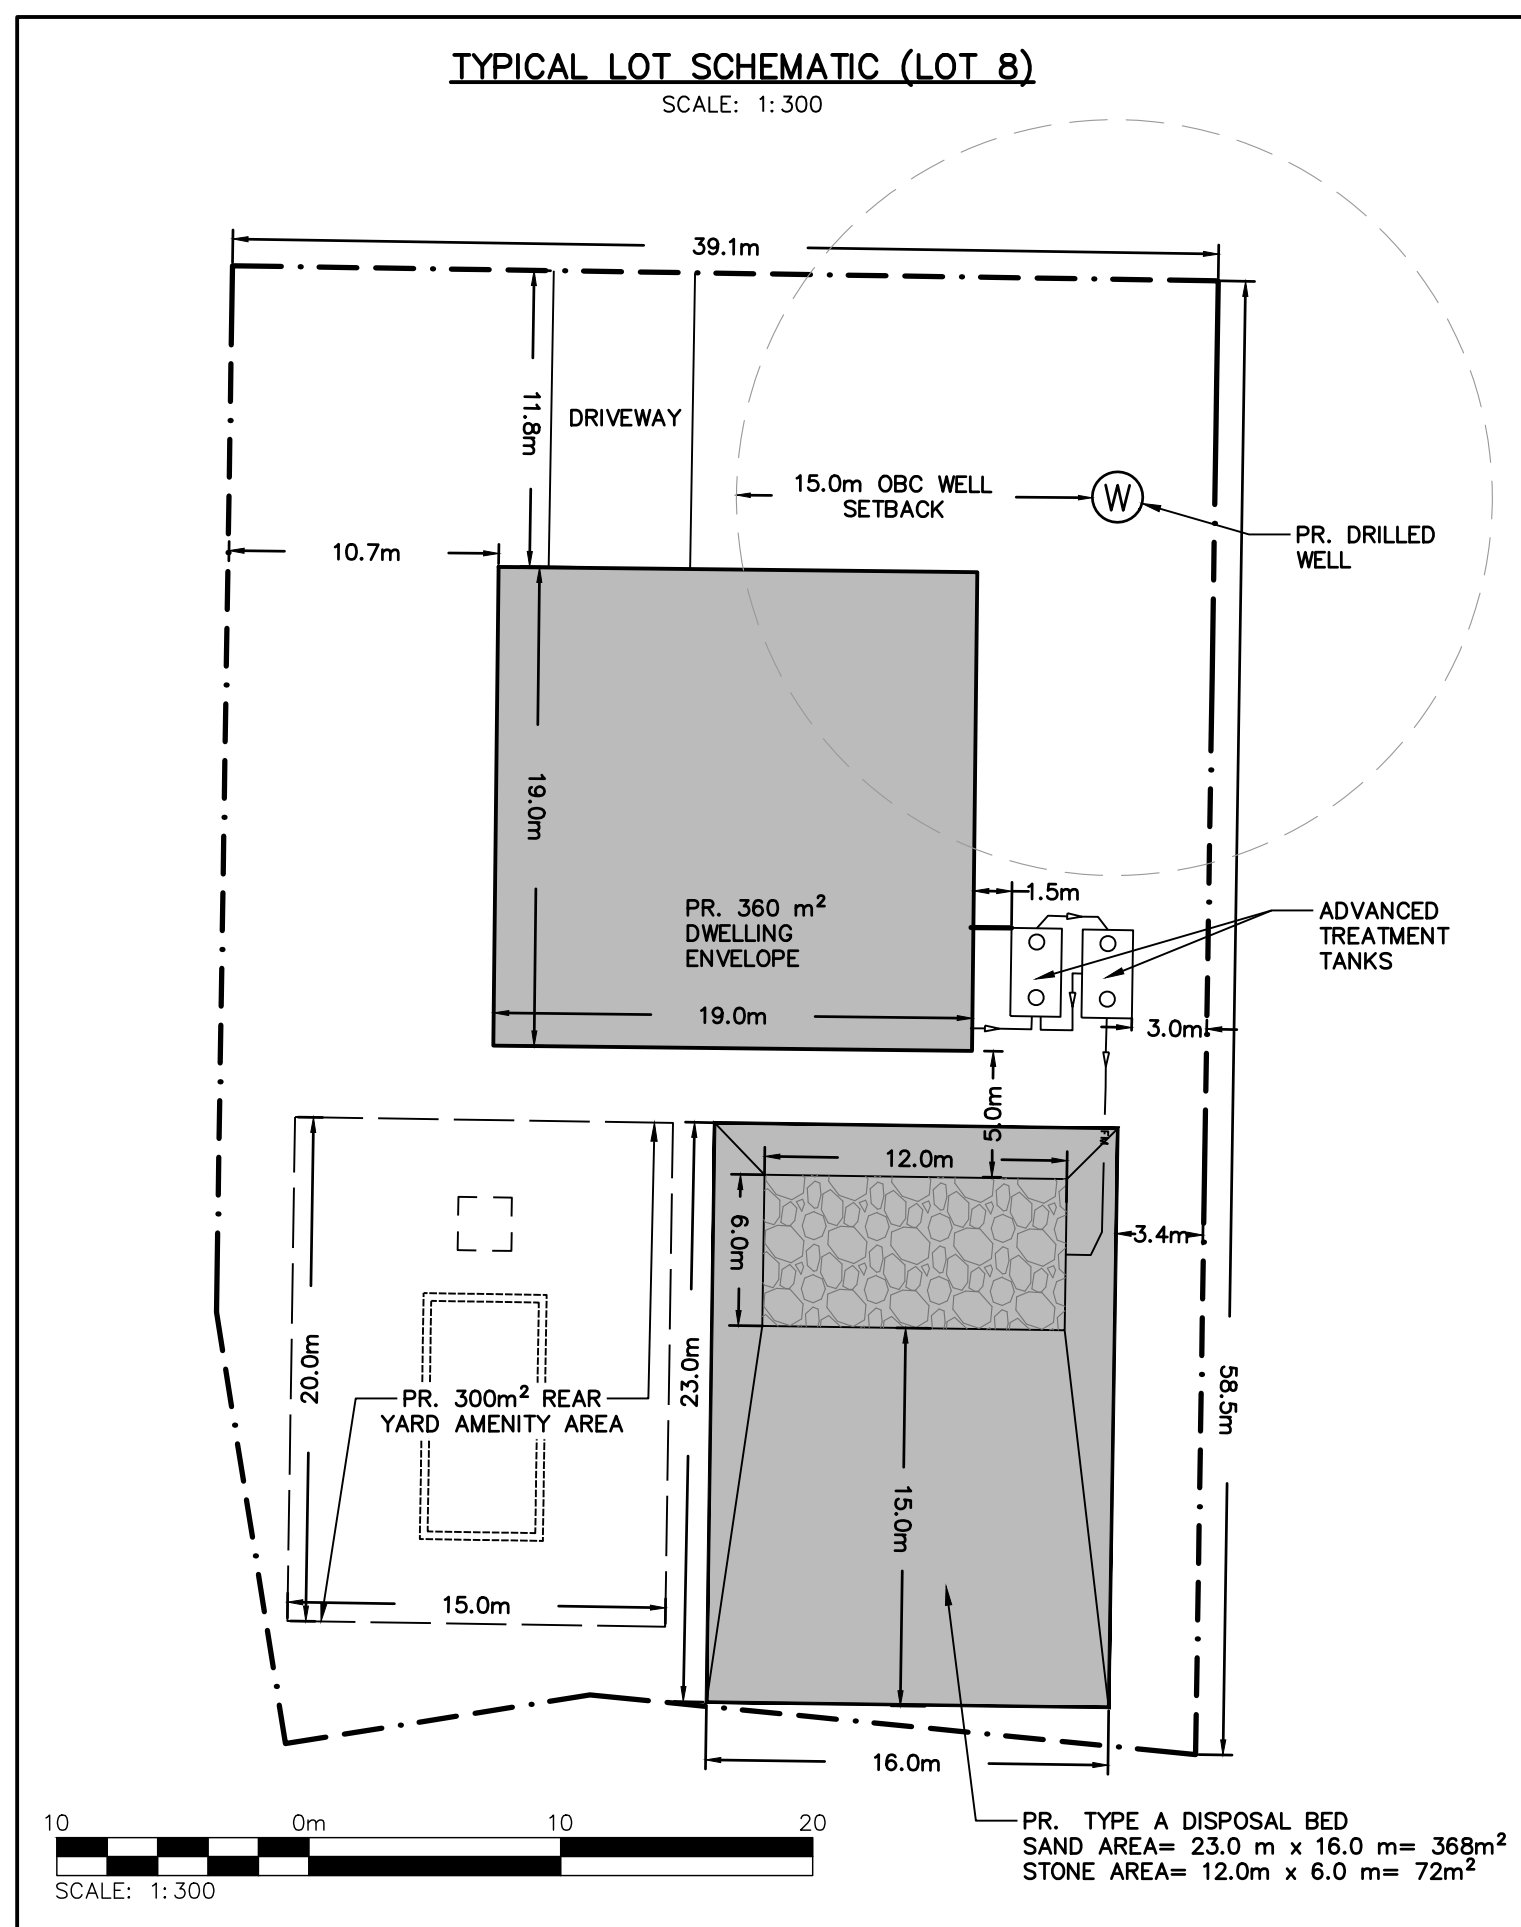 TYPICAL LOT SCHEMATIC (LOT 8)
SCALE: 1:300
39.1m
11.8m
DRIVEWAY
15.0m OBC WELL
SETBACK
W
PR. DRILLED
WELL
10.7m
19.0m
PR. 360 m²
DWELLING
ENVELOPE
19.0m
1.5m
ADVANCED
TREATMENT
TANKS
3.0m
5.0m
FM
12.0m
6.0m
3.4m
20.0m
23.0m
58.5m
PR. 300m² REAR
YARD AMENITY AREA
15.0m
15.0m
16.0m
PR. TYPE A DISPOSAL BED
SAND AREA= 23.0 m x 16.0 m= 368m²
STONE AREA= 12.0m x 6.0 m= 72m²
10 0m 10 20
SCALE: 1:300